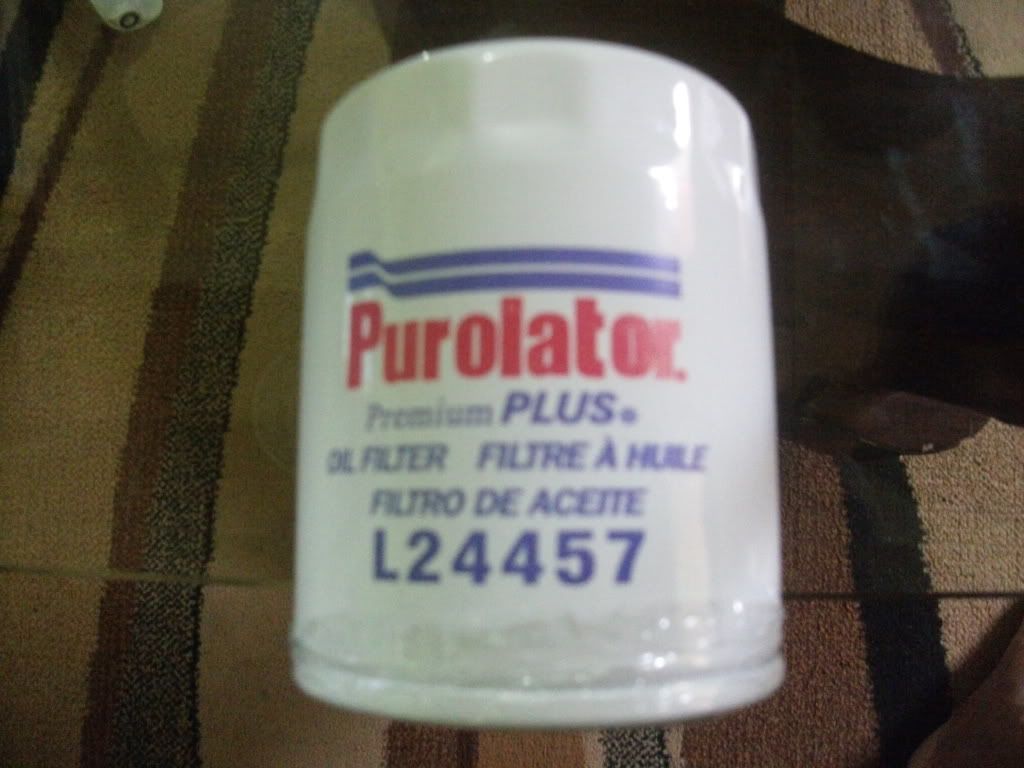 Purolator
Premium PLUS®
OIL FILTER FILTRE À HUILE
FILTRO DE ACEITE
L24457